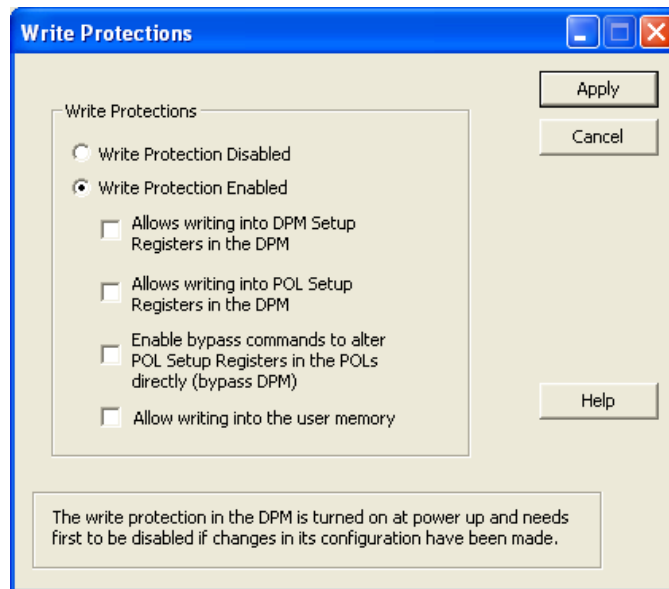 Write Protections
Apply
Cancel
Write Protections
Write Protection Disabled
Write Protection Enabled
Allows writing into DPM Setup
Registers in the DPM
Allows writing into POL Setup
Registers in the DPM
Enable bypass commands to alter
POL Setup Registers in the POLs
directly (bypass DPM)
Allow writing into the user memory
Help
The write protection in the DPM is turned on at power up and needs
first to be disabled if changes in its configuration have been made.